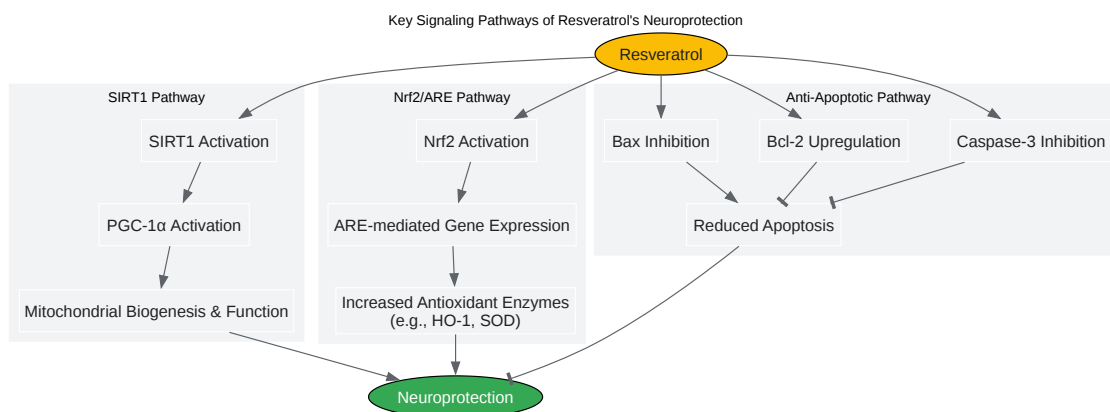 Key Signaling Pathways of Resveratrol's Neuroprotection
Resveratrol
SIRT1 Pathway
SIRT1 Activation
PGC-1α Activation
Mitochondrial Biogenesis & Function
Nrf2/ARE Pathway
Nrf2 Activation
ARE-mediated Gene Expression
Increased Antioxidant Enzymes
(e.g., HO-1, SOD)
Anti-Apoptotic Pathway
Bax Inhibition
Bcl-2 Upregulation
Caspase-3 Inhibition
Reduced Apoptosis
Neuroprotection